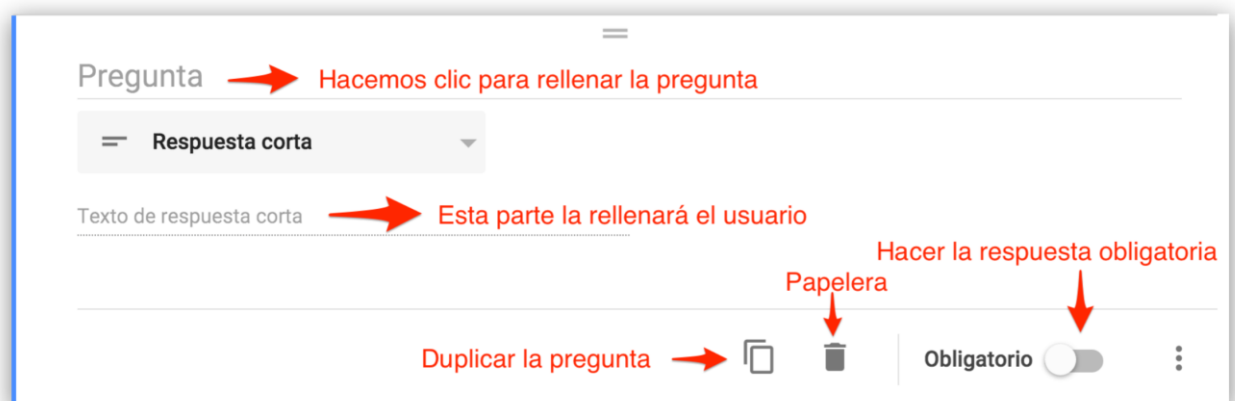 Pregunta Hacemos clic para rellenar la pregunta
Respuesta corta
Texto de respuesta corta Esta parte la rellenará el usuario
Hacer la respuesta obligatoria
Papelera
Duplicar la pregunta Obligatorio